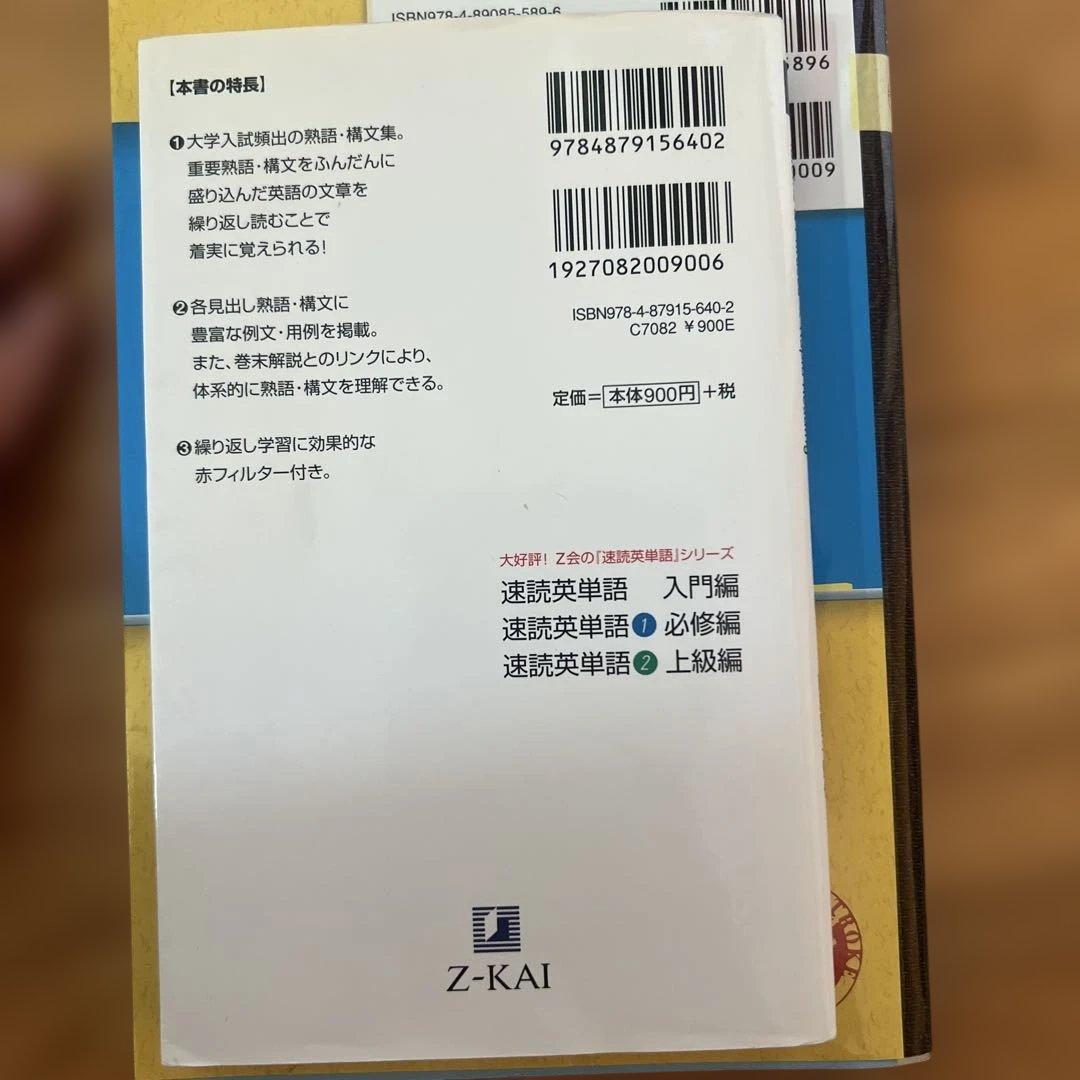 ISBN978-4-89085-589-6
5896
0009
【本書の特長】
❶大学入試頻出の熟語・構文集。
重要熟語・構文をふんだんに
盛り込んだ英語の文章を
繰り返し読むことで
着実に覚えられる!
❷各見出し熟語・構文に
豊富な例文・用例を掲載。
また、巻末解説とのリンクにより、
体系的に熟語・構文を理解できる。
❸繰り返し学習に効果的な
赤フィルター付き。
9784879156402
1927082009006
ISBN978-4-87915-640-2
C7082 ¥900E
定価=本体900円+税
大好評! Z会の『速読英単語』シリーズ
速読英単語 入門編
速読英単語1必修編
速読英単語2上級編
Z-KAI
TROKE